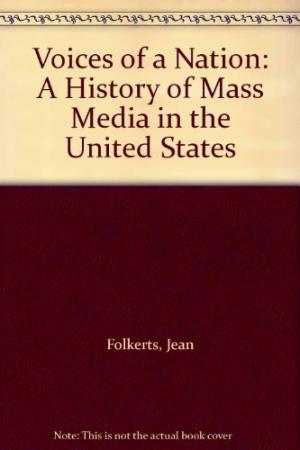 Voices of a Nation:
A History of Mass
Media in the
United States
Folkerts, Jean
Note: This is not the actual book cover